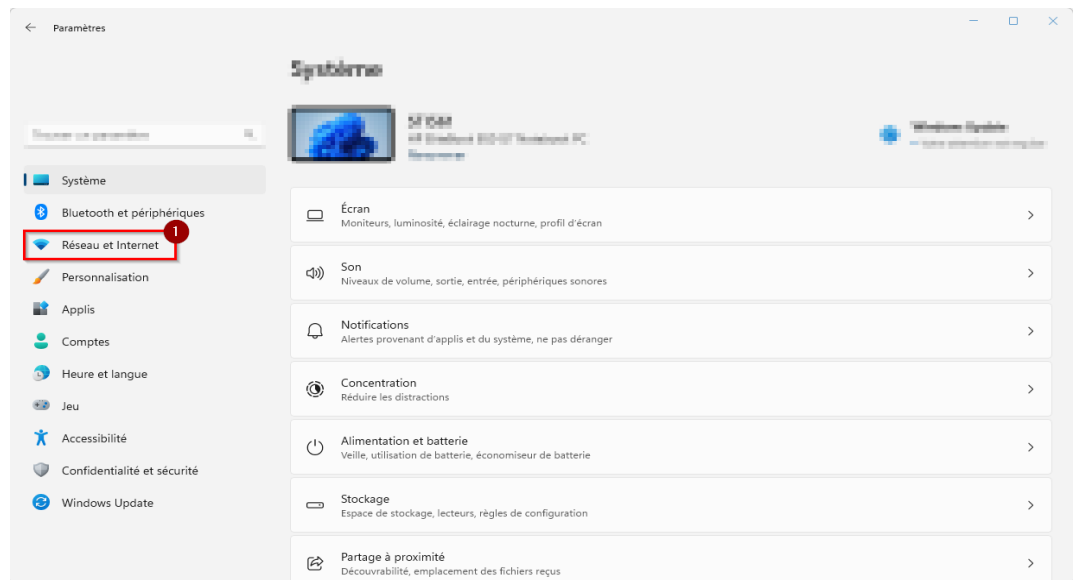 Paramètres
Système
Système
Bluetooth et périphériques
1
Réseau et Internet
Personnalisation
Applis
Comptes
Heure et langue
Jeu
Accessibilité
Confidentialité et sécurité
Windows Update
Windows Update
Écran
Moniteurs, luminosité, éclairage nocturne, profil d'écran
Son
Niveaux de volume, sortie, entrée, périphériques sonores
Notifications
Alertes provenant d'applis et du système, ne pas déranger
Concentration
Réduire les distractions
Alimentation et batterie
Veille, utilisation de batterie, économiseur de batterie
Stockage
Espace de stockage, lecteurs, règles de configuration
Partage à proximité
Découvrabilité, emplacement des fichiers reçus